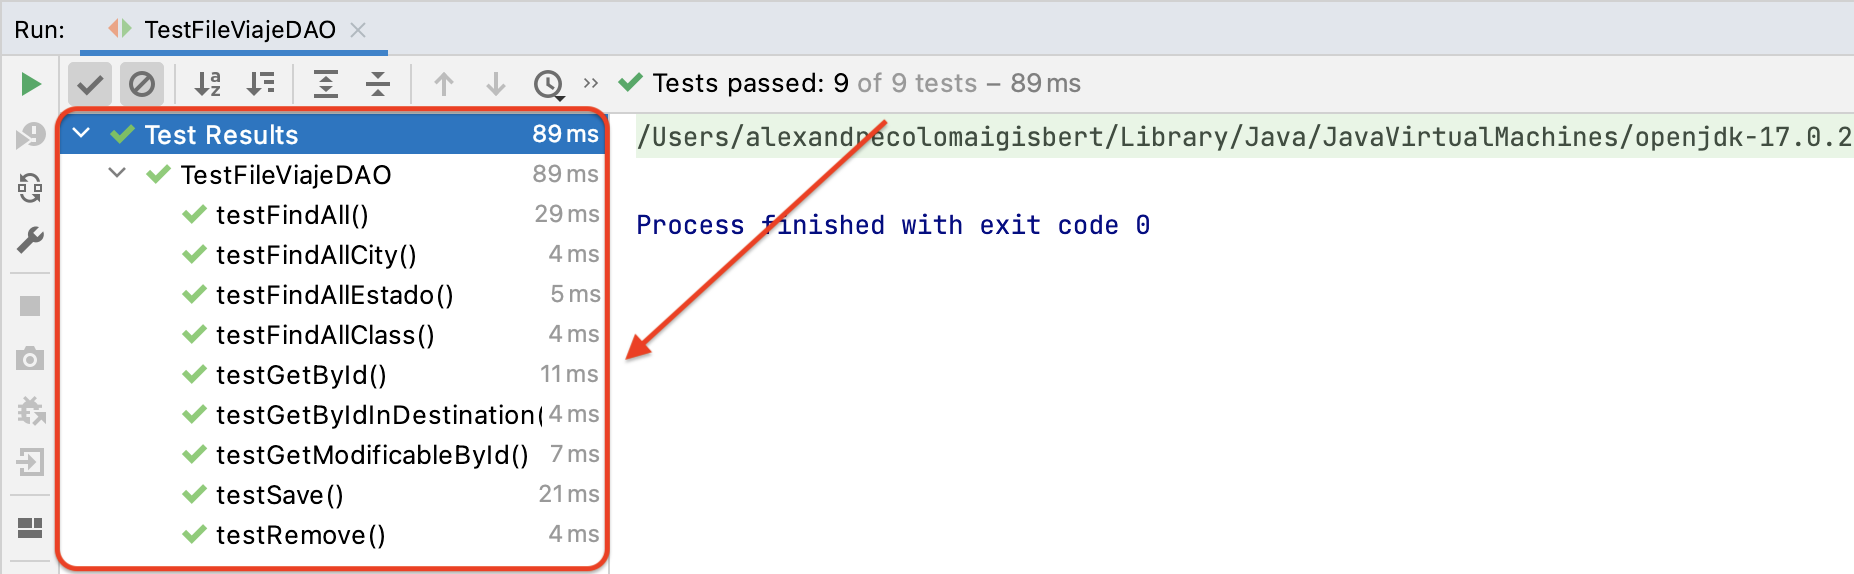 Run: TestFileViajeDAO
Tests passed: 9 of 9 tests – 89 ms
Test Results 89 ms
TestFileViajeDAO 89 ms
testFindAll() 29 ms
testFindAllCity() 4 ms
testFindAllEstado() 5 ms
testFindAllClass() 4 ms
testGetById() 11 ms
testGetByIdInDestination( 4 ms
testGetModificableById() 7 ms
testSave() 21 ms
testRemove() 4 ms
/Users/alexandrecolomaigisbert/Library/Java/JavaVirtualMachines/openjdk-17.0.2
Process finished with exit code 0